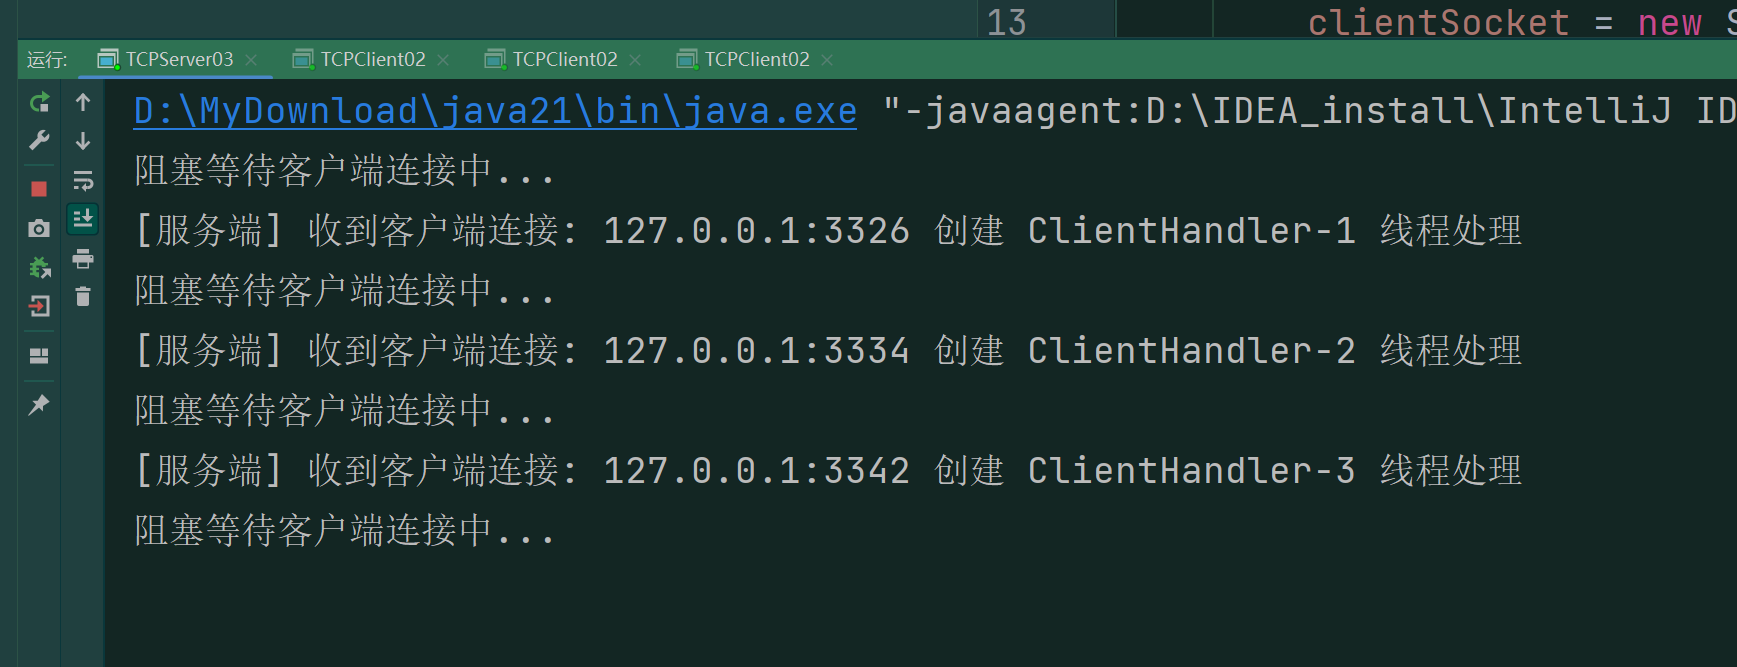 13 clientSocket = new
运行: TCPServer03 TCPClient02 TCPClient02 TCPClient02
D:\MyDownload\java21\bin\java.exe "-javaagent:D:\IDEA_install\IntelliJ ID
阻塞等待客户端连接中...
[服务端] 收到客户端连接: 127.0.0.1:3326 创建 ClientHandler-1 线程处理
阻塞等待客户端连接中...
[服务端] 收到客户端连接: 127.0.0.1:3334 创建 ClientHandler-2 线程处理
阻塞等待客户端连接中...
[服务端] 收到客户端连接: 127.0.0.1:3342 创建 ClientHandler-3 线程处理
阻塞等待客户端连接中...